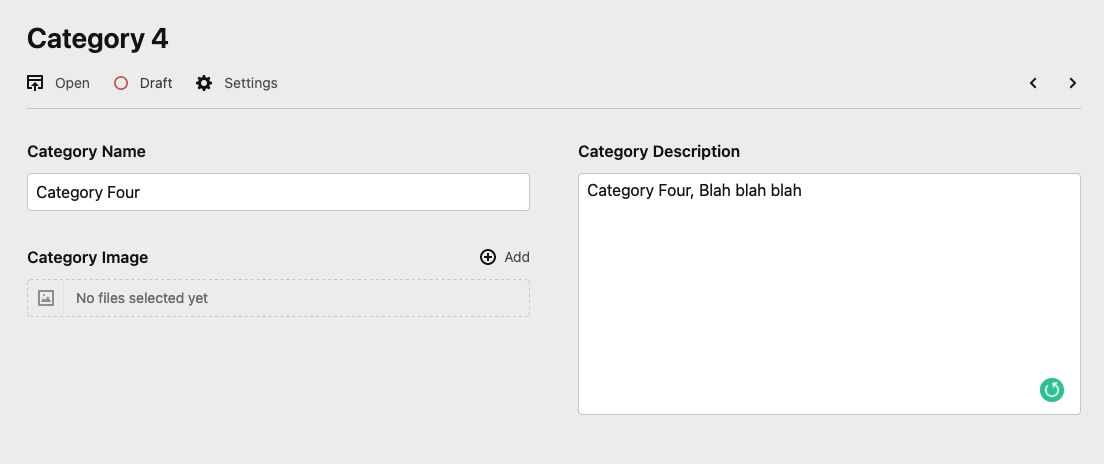 Category 4
Open Draft Settings
Category Name
Category Four
Category Image
Add
No files selected yet
Category Description
Category Four, Blah blah blah